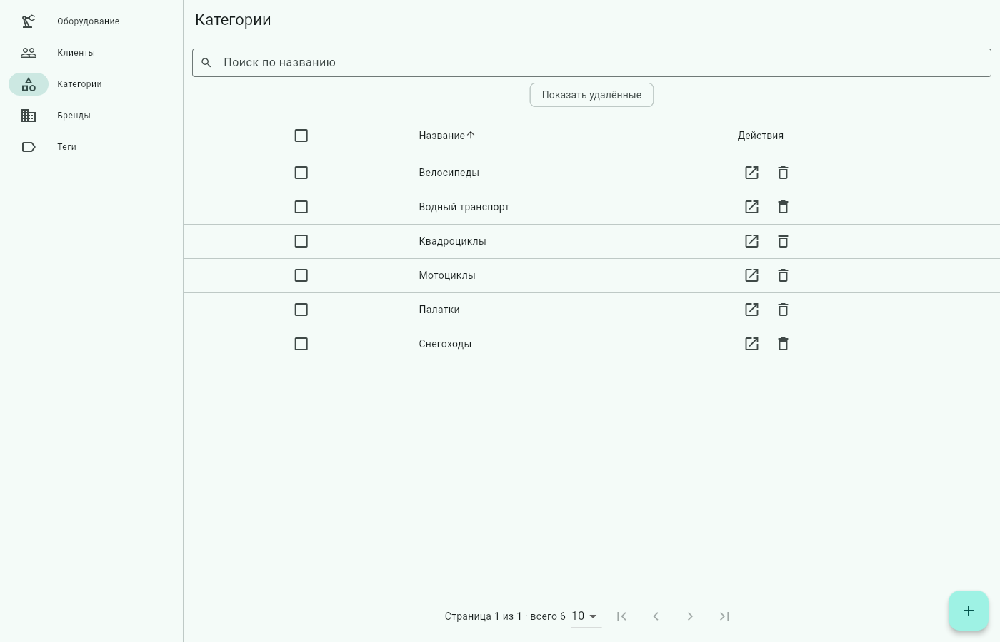 Оборудование
Клиенты
Категории
Бренды
Теги
Категории
Поиск по названию
Показать удалённые
Название Действия
Велосипеды
Водный транспорт
Квадроциклы
Мотоциклы
Палатки
Снегоходы
Страница 1 из 1 · всего 6 10